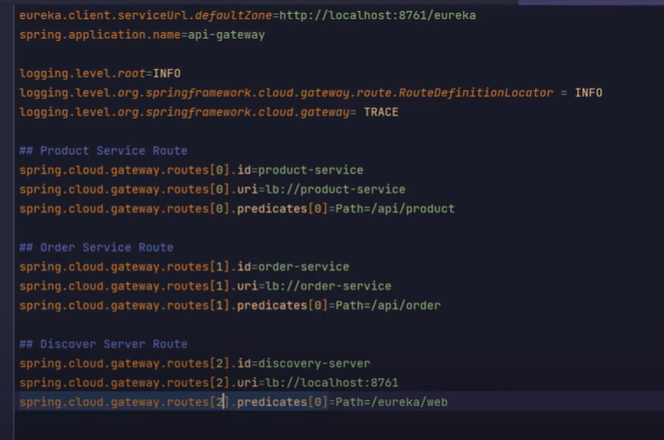 eureka.client.serviceUrl.defaultZone=http://localhost:8761/eureka
spring.application.name=api-gateway
logging.level.root=INFO
logging.level.org.springframework.cloud.gateway.route.RouteDefinitionLocator = INFO
logging.level.org.springframework.cloud.gateway= TRACE
## Product Service Route
spring.cloud.gateway.routes[0].id=product-service
spring.cloud.gateway.routes[0].uri=lb://product-service
spring.cloud.gateway.routes[0].predicates[0]=Path=/api/product
## Order Service Route
spring.cloud.gateway.routes[1].id=order-service
spring.cloud.gateway.routes[1].uri=lb://order-service
spring.cloud.gateway.routes[1].predicates[0]=Path=/api/order
## Discover Server Route
spring.cloud.gateway.routes[2].id=discovery-server
spring.cloud.gateway.routes[2].uri=lb://localhost:8761
spring.cloud.gateway.routes[2].predicates[0]=Path=/eureka/web